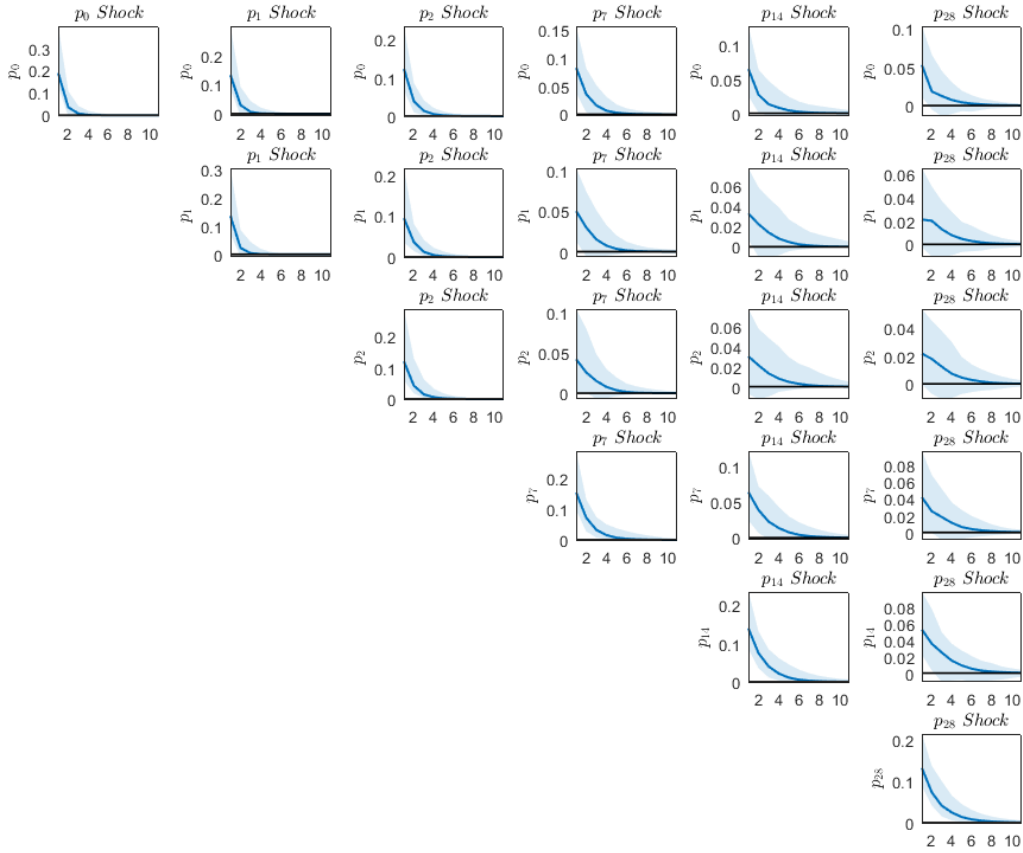 p0 Shock p1 Shock p2 Shock p7 Shock p14 Shock p28 Shock
p0 0.3 0.2 0.1 0 p0 0.2 0.1 0 p0 0.2 0.1 0 p0 0.15 0.1 0.05 0 p0 0.1 0.05 0 p0 0.1 0.05 0
2 4 6 8 10 2 4 6 8 10 2 4 6 8 10 2 4 6 8 10 2 4 6 8 10 2 4 6 8 10
p1 Shock p2 Shock p7 Shock p14 Shock p28 Shock
p1 0.3 0.2 0.1 0 p1 0.2 0.1 0 p1 0.1 0.05 0 p1 0.06 0.04 0.02 0 p1 0.06 0.04 0.02 0
2 4 6 8 10 2 4 6 8 10 2 4 6 8 10 2 4 6 8 10 2 4 6 8 10
p2 Shock p7 Shock p14 Shock p28 Shock
p2 0.2 0.1 0 p2 0.1 0.05 0 p2 0.06 0.04 0.02 0 p2 0.04 0.02 0
2 4 6 8 10 2 4 6 8 10 2 4 6 8 10 2 4 6 8 10
p7 Shock p14 Shock p28 Shock
p7 0.2 0.1 0 p7 0.1 0.05 0 p7 0.08 0.06 0.04 0.02 0
2 4 6 8 10 2 4 6 8 10 2 4 6 8 10
p14 Shock p28 Shock
p14 0.2 0.1 0 p14 0.08 0.06 0.04 0.02 0
2 4 6 8 10 2 4 6 8 10
p28 Shock
p28 0.2 0.1 0
2 4 6 8 10